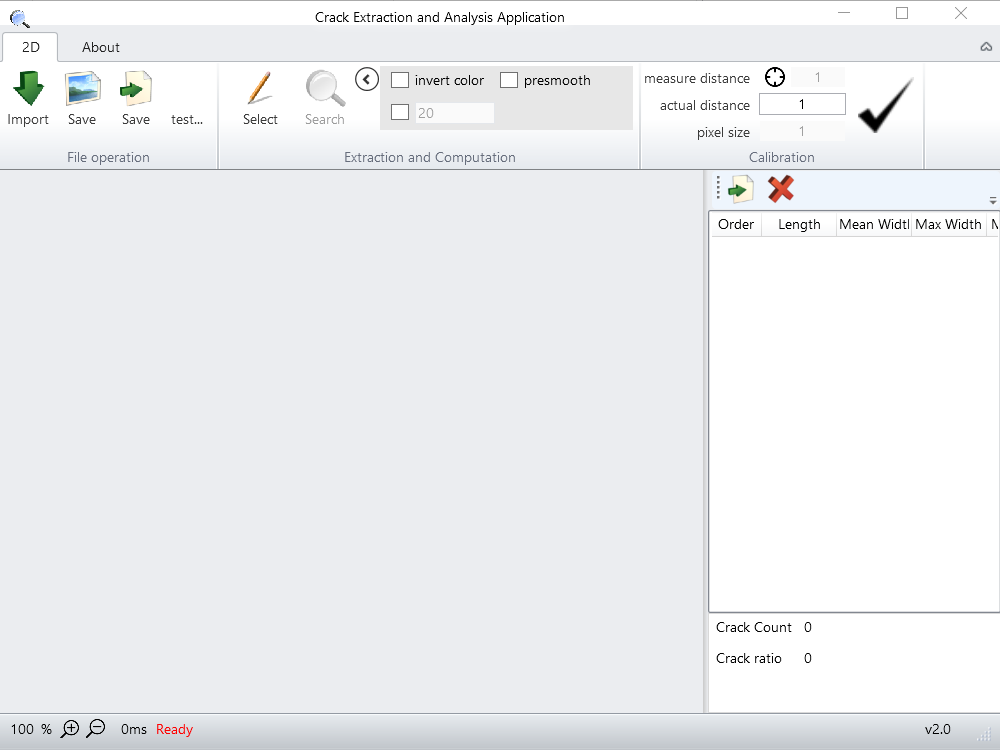 Crack Extraction and Analysis Application
2D About
Import Save Save test... Select Search
invert color presmooth
20
measure distance 1
actual distance 1
pixel size 1
File operation Extraction and Computation Calibration
Order Length Mean Widtl Max Width
Crack Count 0
Crack ratio 0
100 % 0ms Ready v2.0